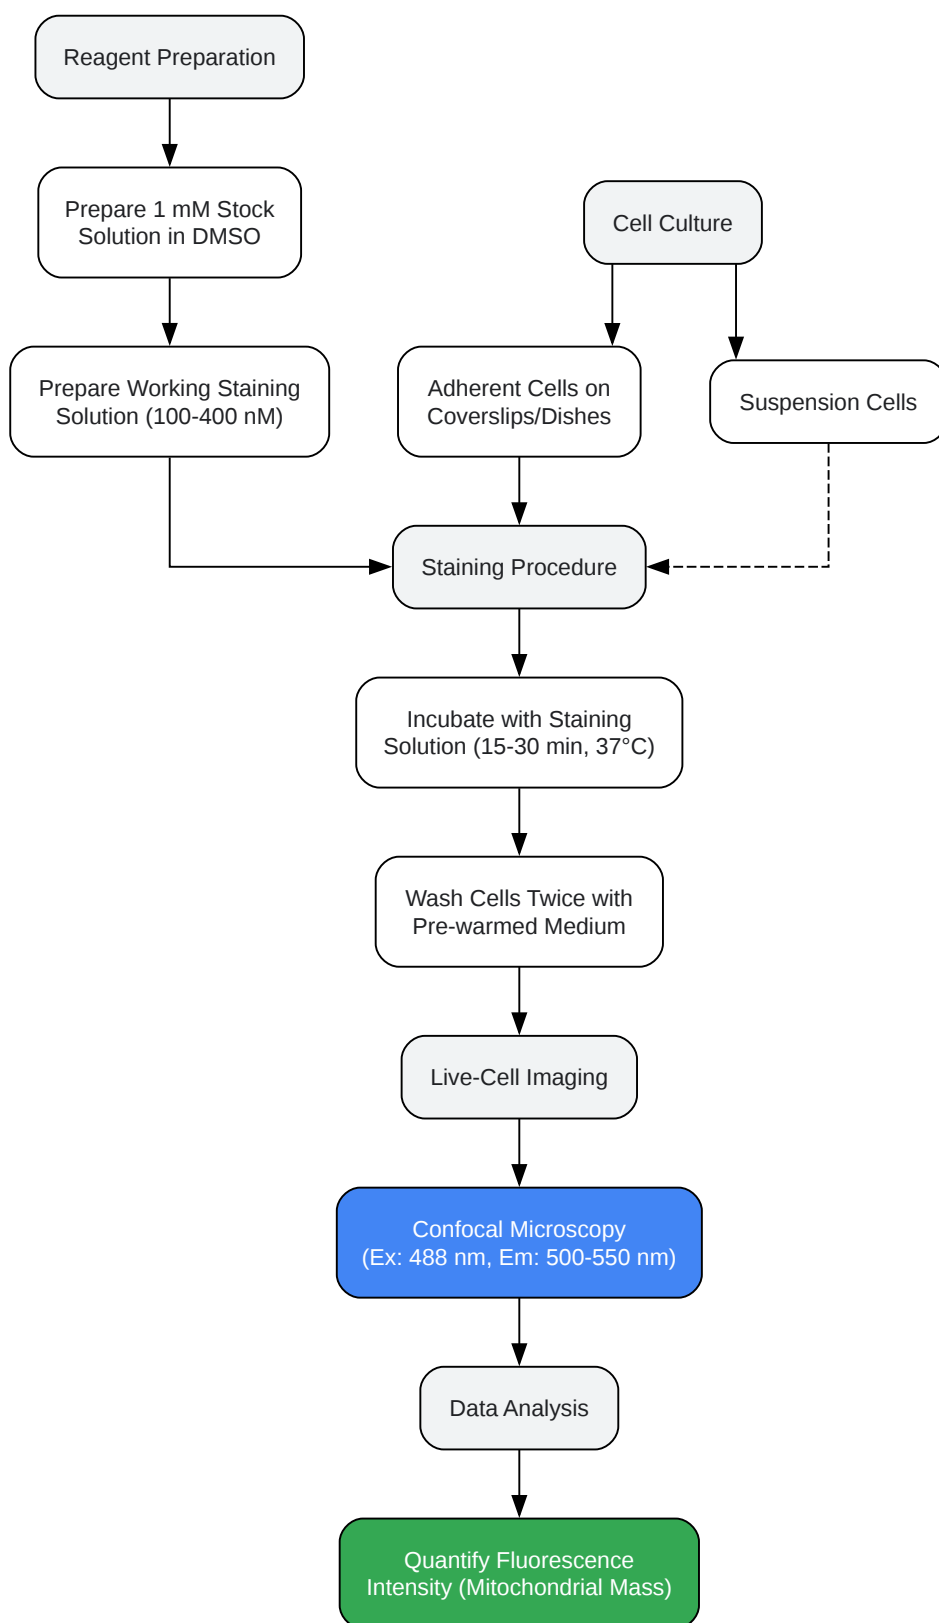 Reagent Preparation
Prepare 1 mM Stock
Solution in DMSO
Cell Culture
Prepare Working Staining
Solution (100-400 nM)
Adherent Cells on
Coverslips/Dishes
Suspension Cells
Staining Procedure
Incubate with Staining
Solution (15-30 min, 37°C)
Wash Cells Twice with
Pre-warmed Medium
Live-Cell Imaging
Confocal Microscopy
(Ex: 488 nm, Em: 500-550 nm)
Data Analysis
Quantify Fluorescence
Intensity (Mitochondrial Mass)